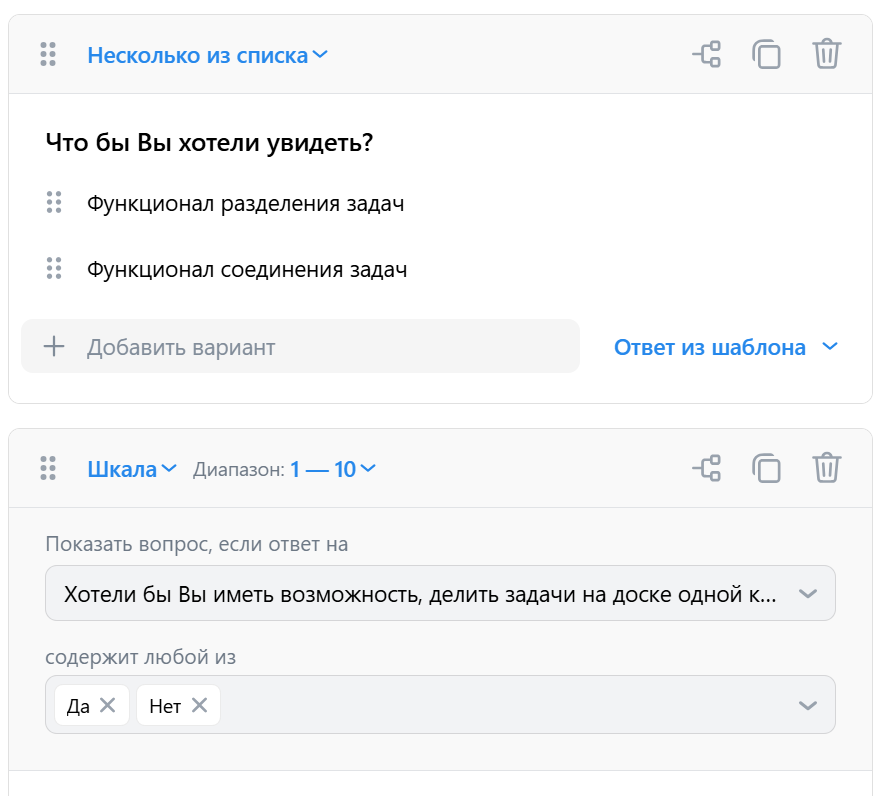 Несколько из списка
Что бы Вы хотели увидеть?
Функционал разделения задач
Функционал соединения задач
Добавить вариант
Ответ из шаблона
Шкала Диапазон: 1 — 10
Показать вопрос, если ответ на
Хотели бы Вы иметь возможность, делить задачи на доске одной к...
содержит любой из
Да Нет